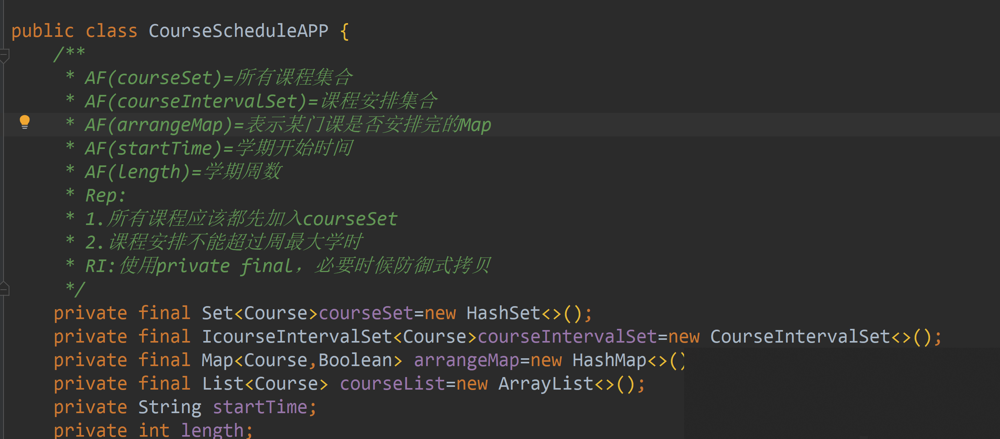 public class CourseScheduleAPP {
/**
* AF(courseSet)=所有课程集合
* AF(courseIntervalSet)=课程安排集合
* AF(arrangeMap)=表示某门课是否安排完的Map
* AF(startTime)=学期开始时间
* AF(length)=学期周数
* Rep:
* 1.所有课程应该都先加入courseSet
* 2.课程安排不能超过周最大学时
* RI:使用private final，必要时候防御式拷贝
*/
private final Set<Course>courseSet=new HashSet<>();
private final IcourseIntervalSet<Course>courseIntervalSet=new CourseIntervalSet<>();
private final Map<Course,Boolean> arrangeMap=new HashMap<>()
private final List<Course> courseList=new ArrayList<>();
private String startTime;
private int length;